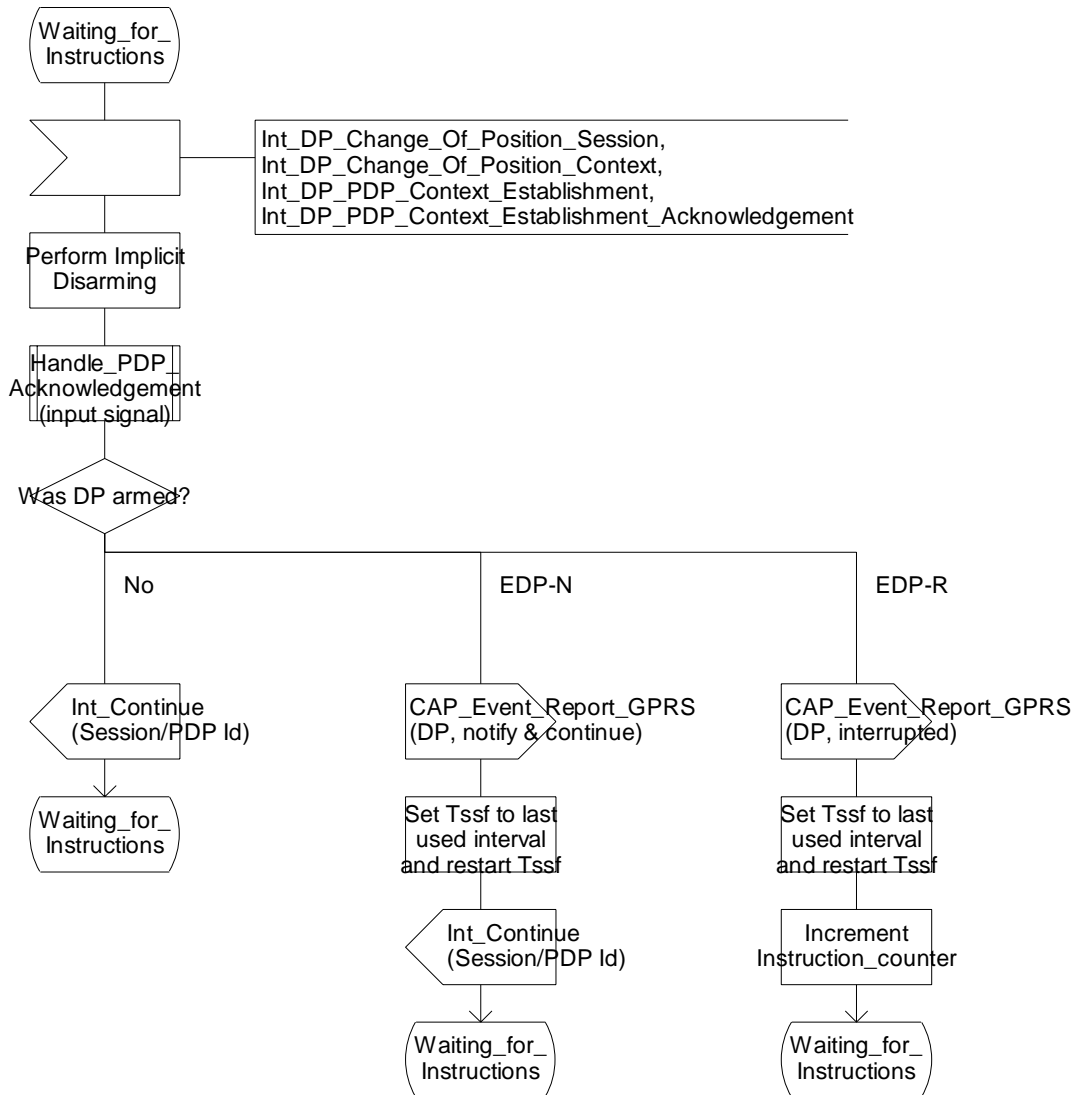 Waiting_for_
Instructions
Int_DP_Change_Of_Position_Session,
Int_DP_Change_Of_Position_Context,
Int_DP_PDP_Context_Establishment,
Int_DP_PDP_Context_Establishment_Acknowledgement
Perform Implicit
Disarming
Handle_PDP_
Acknowledgement
(input signal)
Was DP armed?
No
EDP-N
EDP-R
Int_Continue
(Session/PDP Id)
CAP_Event_Report_GPRS
(DP, notify & continue)
CAP_Event_Report_GPRS
(DP, interrupted)
Waiting_for_
Instructions
Set Tssf to last
used interval
and restart Tssf
Set Tssf to last
used interval
and restart Tssf
Int_Continue
(Session/PDP Id)
Increment
Instruction_counter
Waiting_for_
Instructions
Waiting_for_
Instructions